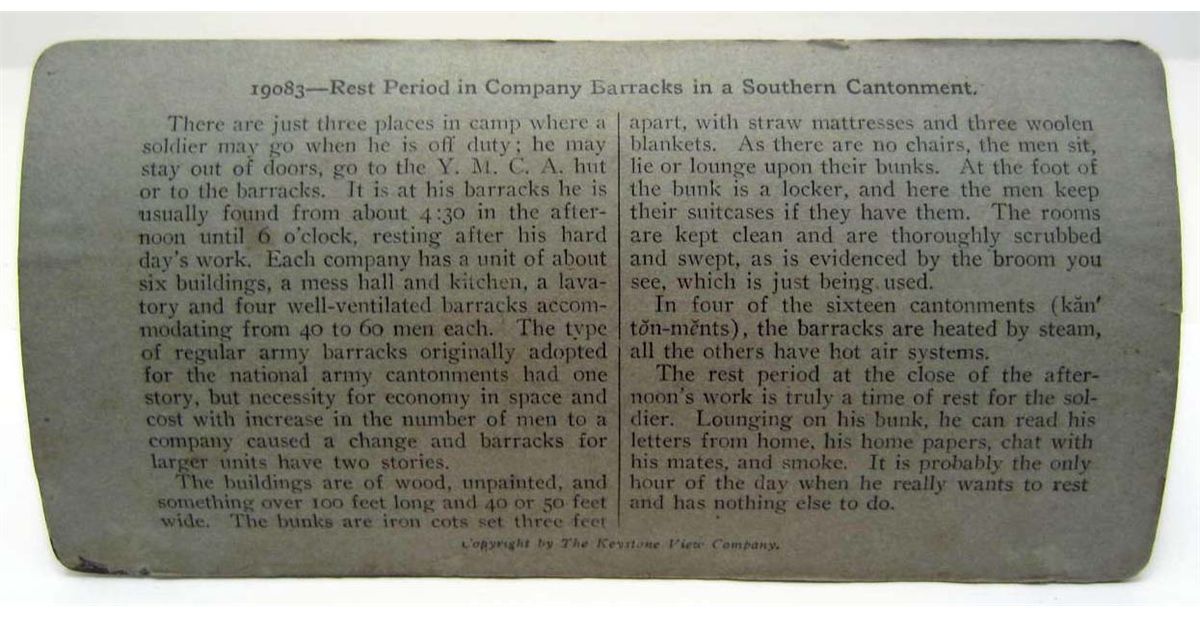 19083—Rest Period in Company Barracks in a Southern Cantonment.
There are just three places in camp where a
soldier may go when he is off duty; he may
stay out of doors, go to the Y. M. C. A. hut
or to the barracks. It is at his barracks he is
usually found from about 4:30 in the after-
noon until 6 o'clock, resting after his hard
day's work. Each company has a unit of about
six buildings, a mess hall and kitchen, a lava-
tory and four well-ventilated barracks accom-
modating from 40 to 60 men each. The type
of regular army barracks originally adopted
for the national army cantonments had one
story, but necessity for economy in space and
cost with increase in the number of men to a
company caused a change and barracks for
larger units have two stories.
The buildings are of wood, unpainted, and
something over 100 feet long and 40 or 50 feet
wide. The bunks are iron cots set three feet
apart, with straw mattresses and three woolen
blankets. As there are no chairs, the men sit,
lie or lounge upon their bunks. At the foot of
the bunk is a locker, and here the men keep
their suitcases if they have them. The rooms
are kept clean and are thoroughly scrubbed
and swept, as is evidenced by the broom you
see, which is just being used.
In four of the sixteen cantonments (kăn′
tŏn-mĕnts), the barracks are heated by steam,
all the others have hot air systems.
The rest period at the close of the after-
noon's work is truly a time of rest for the sol-
dier. Lounging on his bunk, he can read his
letters from home, his home papers, chat with
his mates, and smoke. It is probably the only
hour of the day when he really wants to rest
and has nothing else to do.
Copyright by The Keystone View Company.